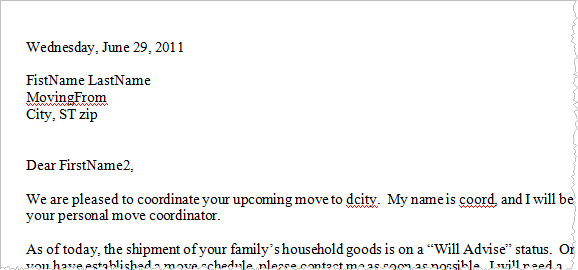 Wednesday, June 29, 2011
FistName LastName
MovingFrom
City, ST zip
Dear FirstName2,
We are pleased to coordinate your upcoming move to dcity. My name is coord, and I will be
your personal move coordinator.
As of today, the shipment of your family's household goods is on a “Will Advise” status. Or
you have established a move schedule, please contact me as soon as possible. I will need a